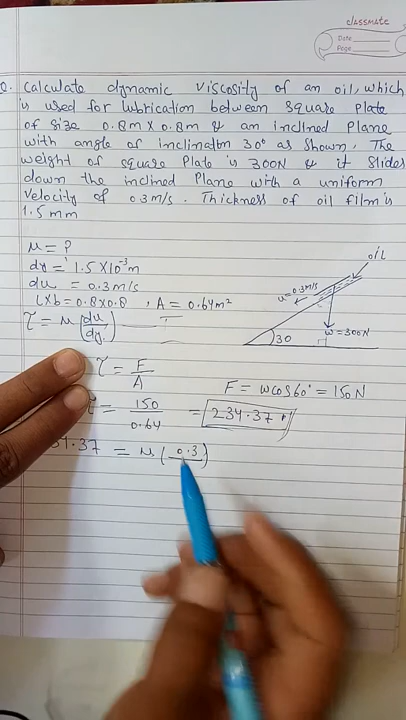 classmate
Date
Page
Q. Calculate dynamic viscosity of an oil, which
is used for lubrication between square plate
of size 0.8m x 0.8m & an inclined plane
with angle of inclination 30° as shown. The
weight of square Plate is 300N & it slides
down the inclined Plane with a uniform
velocity of 0.3m/s. Thickness of oil film is
1.5 mm
μ = ?
dy = 1.5 x 10⁻³ m
du = 0.3 m/s
l x b = 0.8 x 0.8 , A = 0.64 m²
τ = μ (du/dy)
oil
u=0.3 m/s
w=300N
30
τ = F/A
F = w cos 60° = 150N
τ = 150/0.64 = 234.37
= μ (0.3